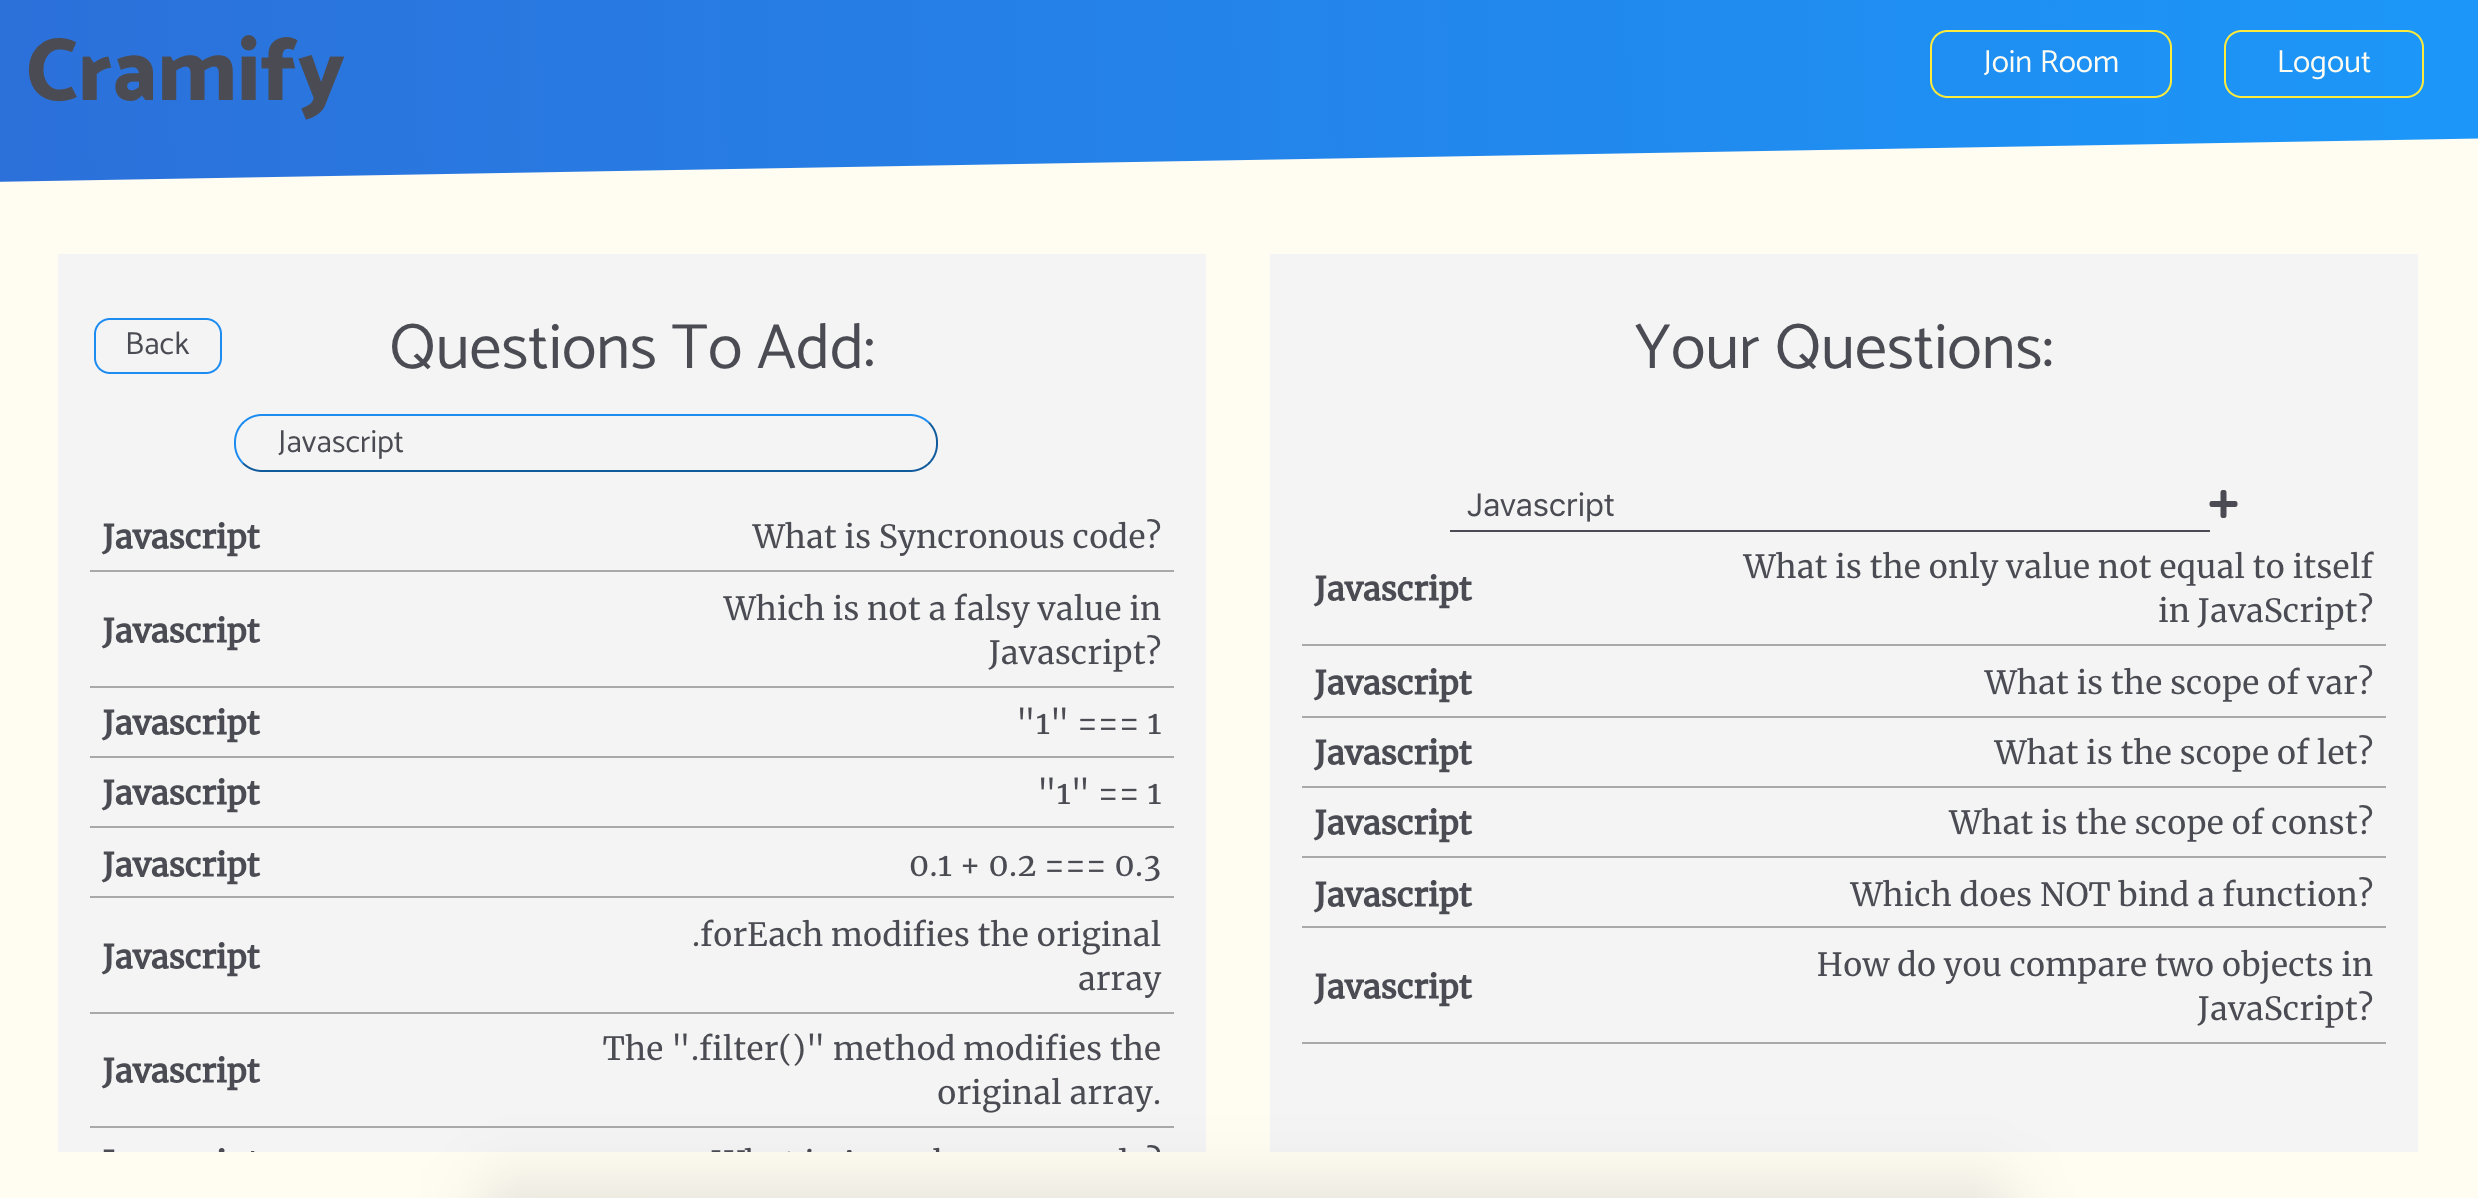 Cramify
Join Room
Logout
Back
Questions To Add:
Javascript
Javascript
What is Syncronous code?
Javascript
Which is not a falsy value in
Javascript?
Javascript
"1" === 1
Javascript
"1" == 1
Javascript
0.1 + 0.2 === 0.3
Javascript
.forEach modifies the original
array
Javascript
The ".filter()" method modifies the
original array.
Your Questions:
Javascript
+
Javascript
What is the only value not equal to itself
in JavaScript?
Javascript
What is the scope of var?
Javascript
What is the scope of let?
Javascript
What is the scope of const?
Javascript
Which does NOT bind a function?
Javascript
How do you compare two objects in
JavaScript?